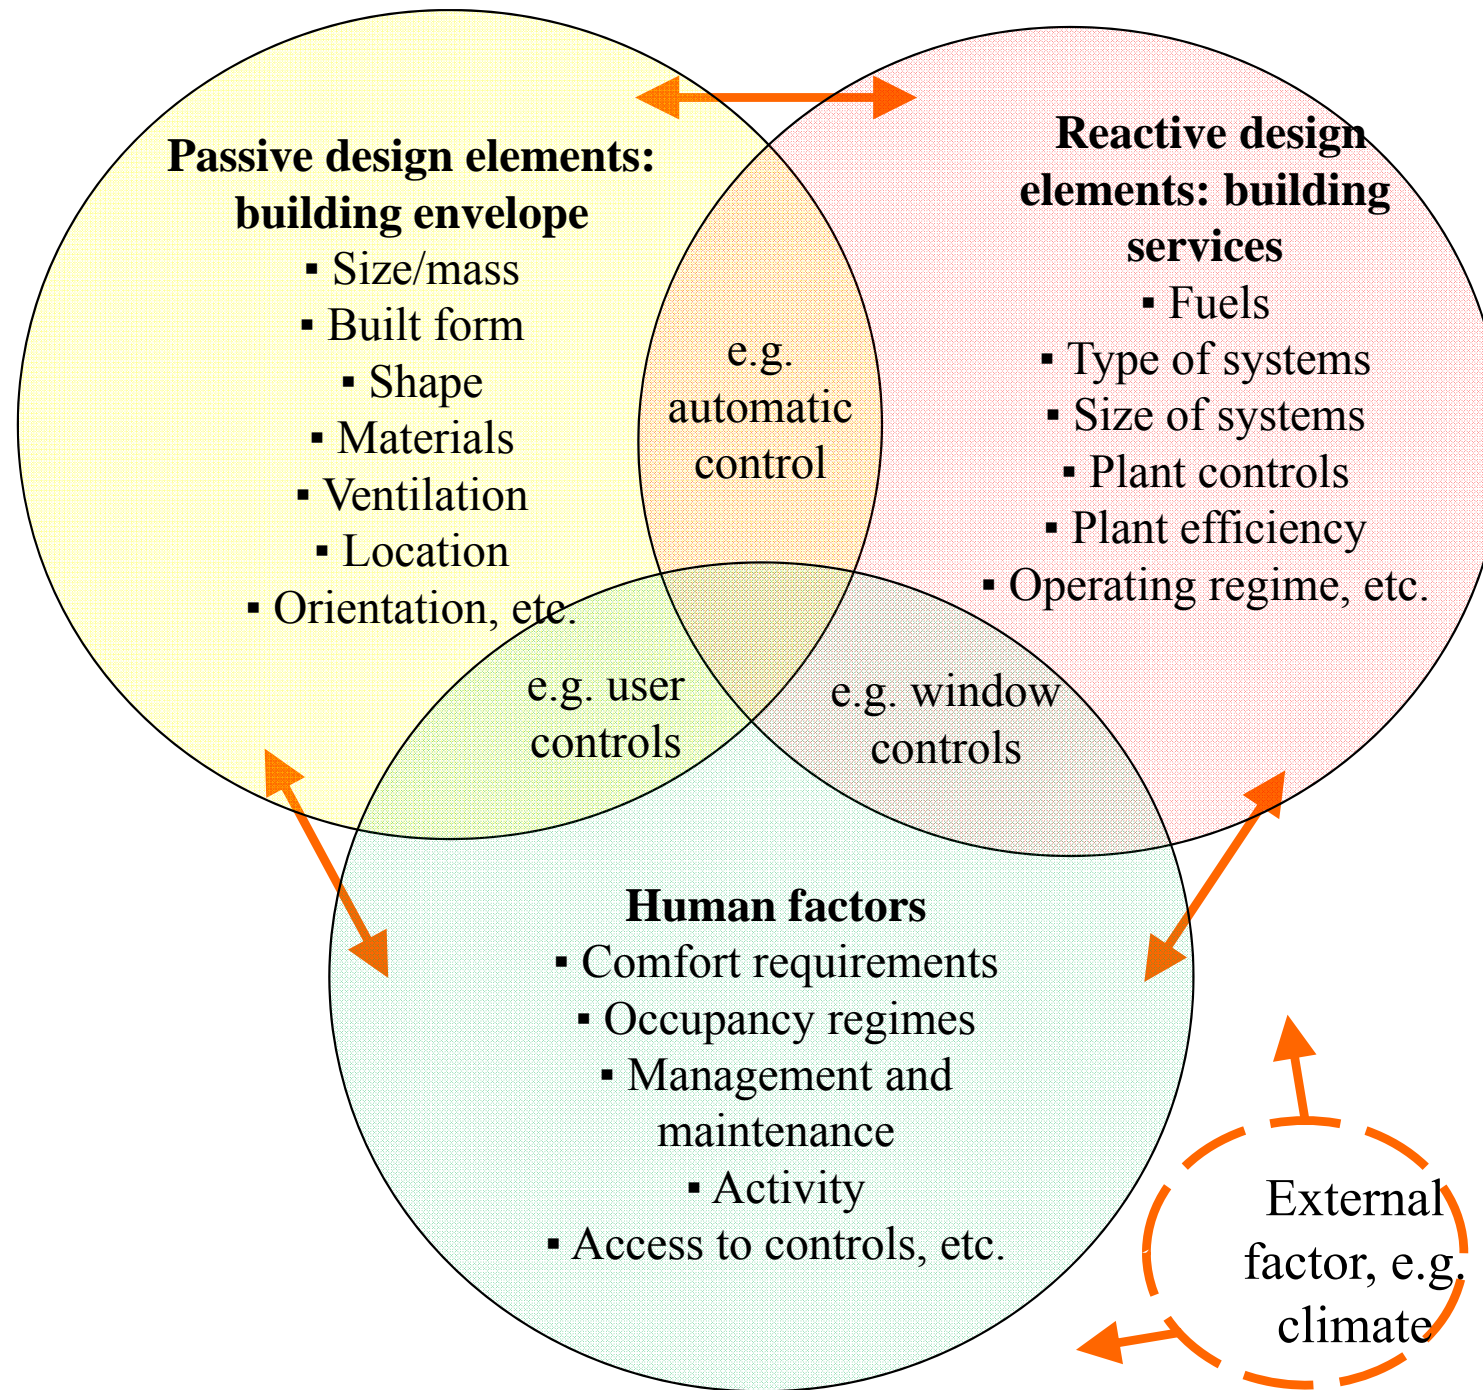 Passive design elements:
building envelope
▪ Size/mass
▪ Built form
▪ Shape
▪ Materials
▪ Ventilation
▪ Location
▪ Orientation, etc.
Reactive design
elements: building
services
▪ Fuels
▪ Type of systems
▪ Size of systems
▪ Plant controls
▪ Plant efficiency
▪ Operating regime, etc.
e.g.
automatic
control
e.g. user
controls
e.g. window
controls
Human factors
▪ Comfort requirements
▪ Occupancy regimes
▪ Management and
maintenance
▪ Activity
▪ Access to controls, etc.
External
factor, e.g.
climate